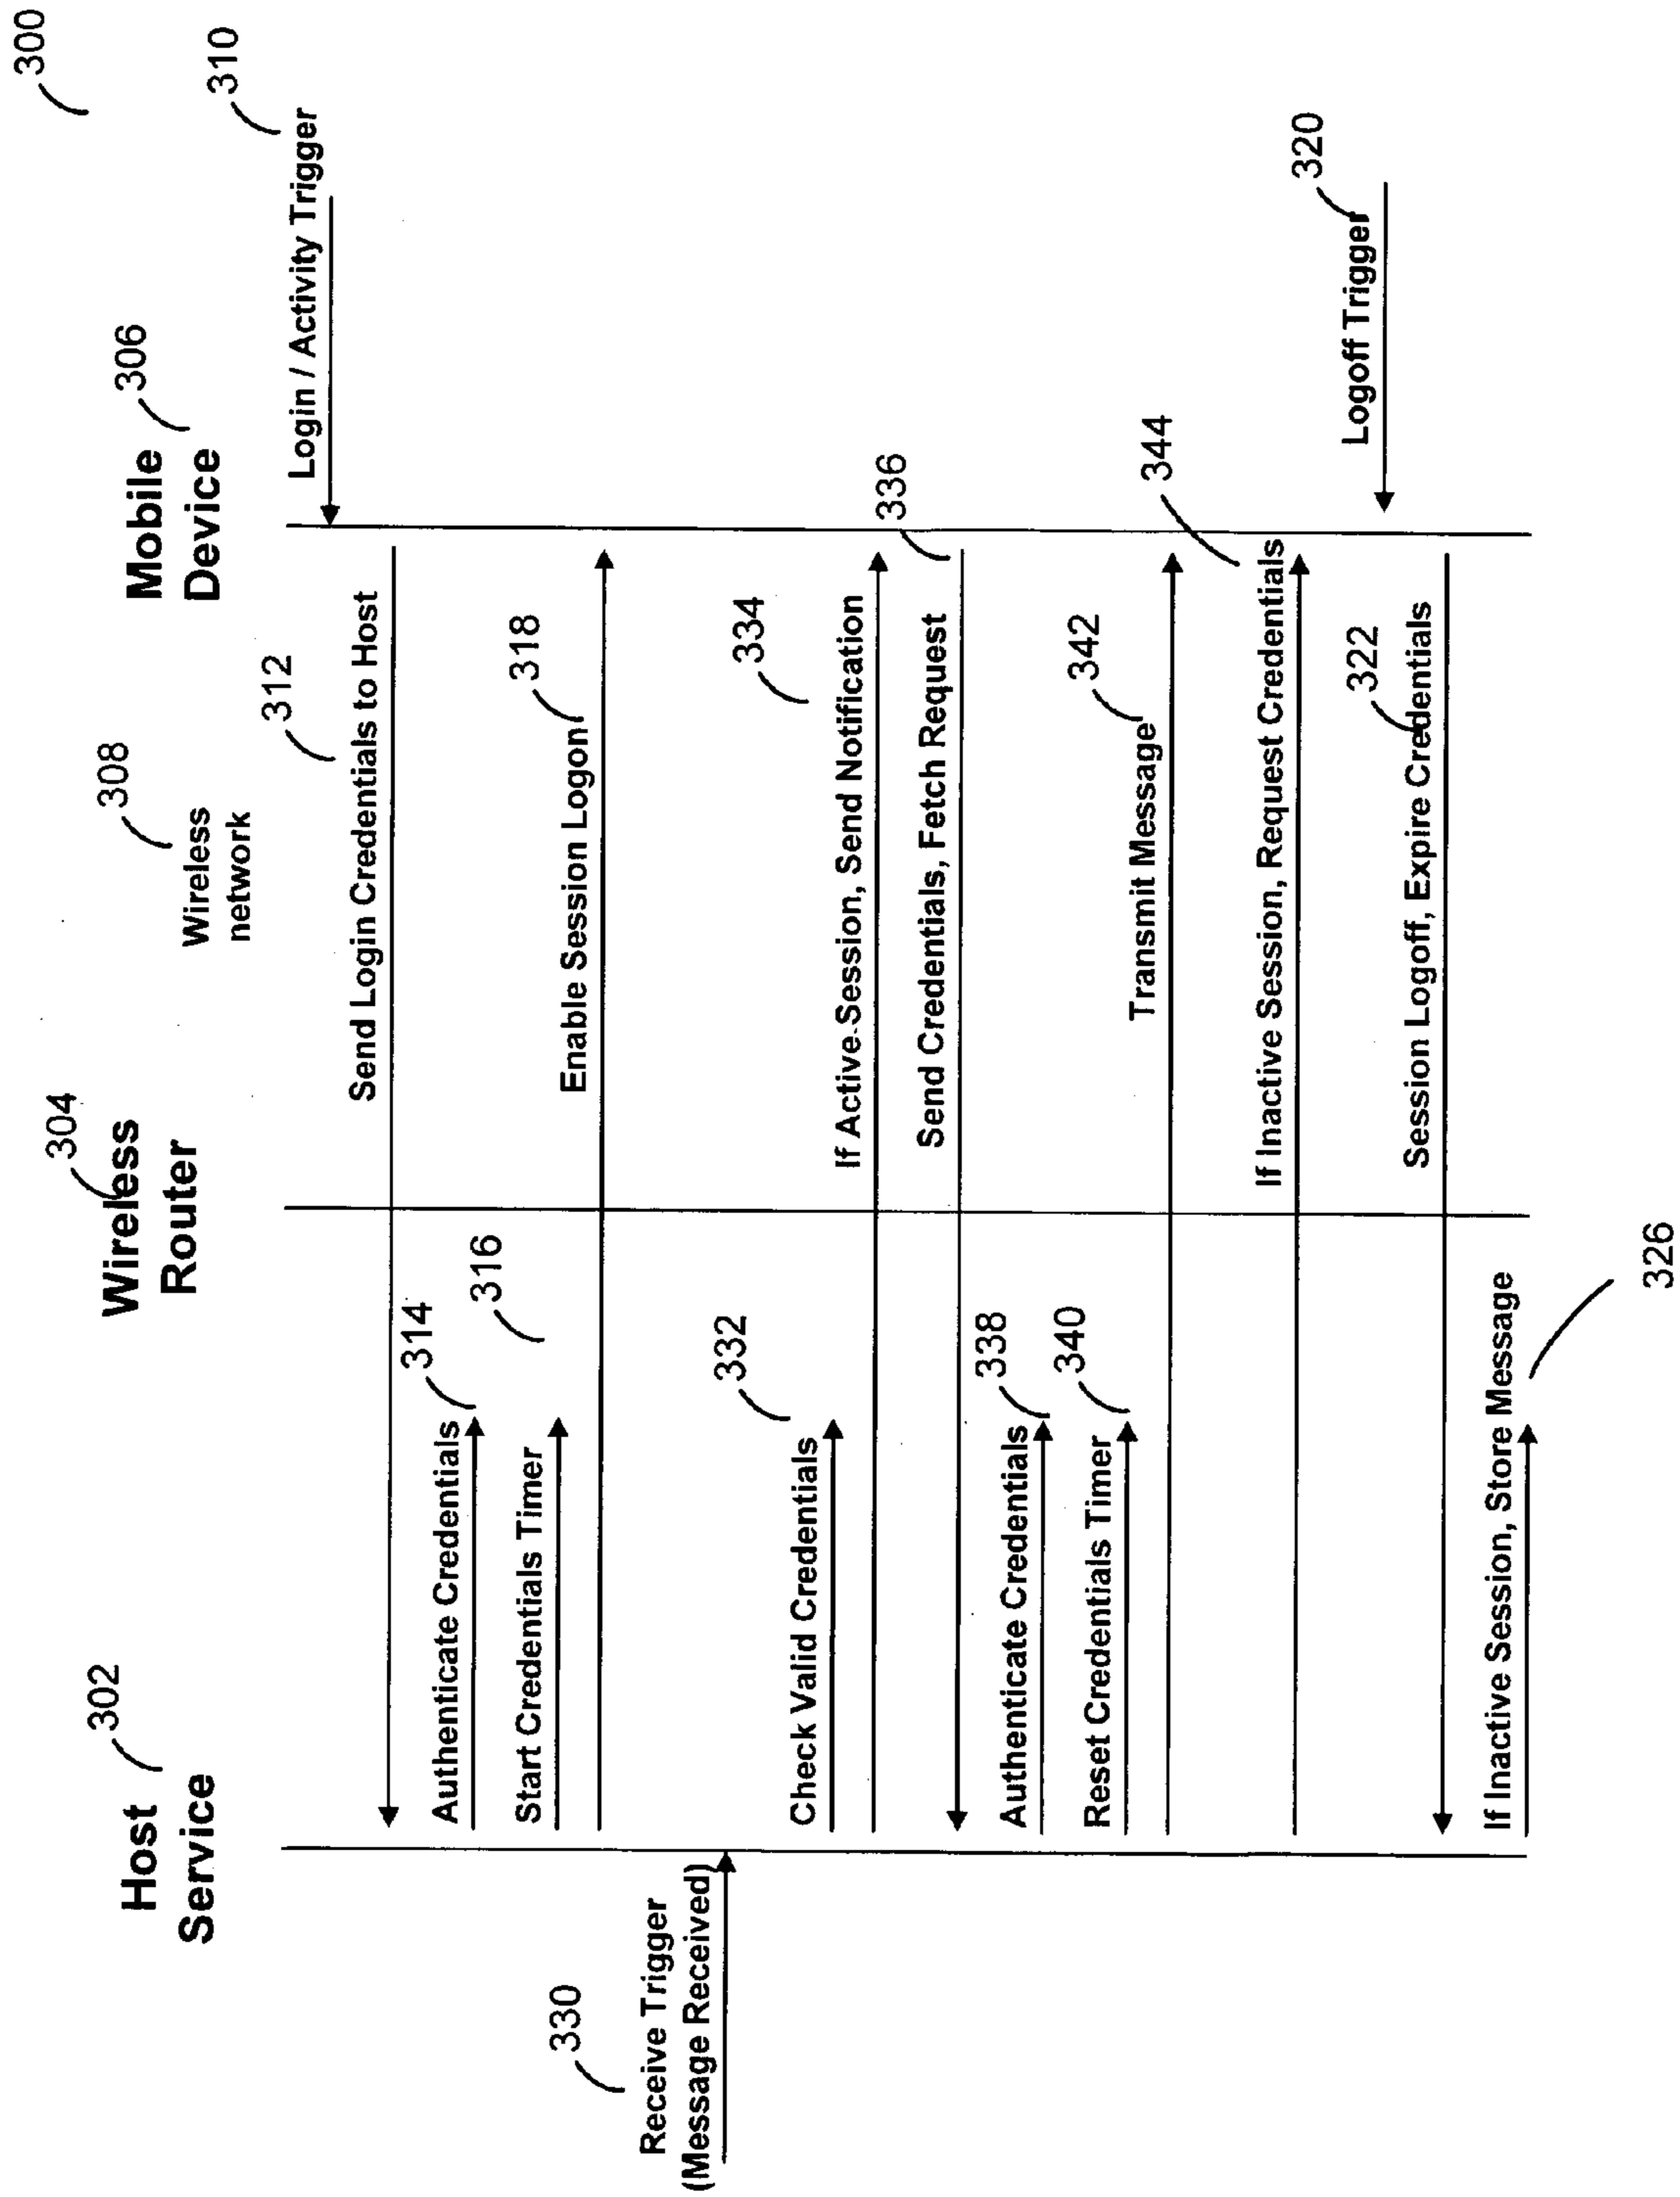 300
Host
Service
302
Wireless
Router
304
Wireless
network
308
Mobile
Device
306
Login / Activity Trigger
310
Send Login Credentials to Host
312
Authenticate Credentials
314
Start Credentials Timer
316
Enable Session Logon
318
Receive Trigger
(Message Received)
330
Check Valid Credentials
332
If Active Session, Send Notification
334
Send Credentials, Fetch Request
336
Authenticate Credentials
338
Reset Credentials Timer
340
Transmit Message
342
If Inactive Session, Request Credentials
344
Logoff Trigger
320
Session Logoff, Expire Credentials
322
If Inactive Session, Store Message
326